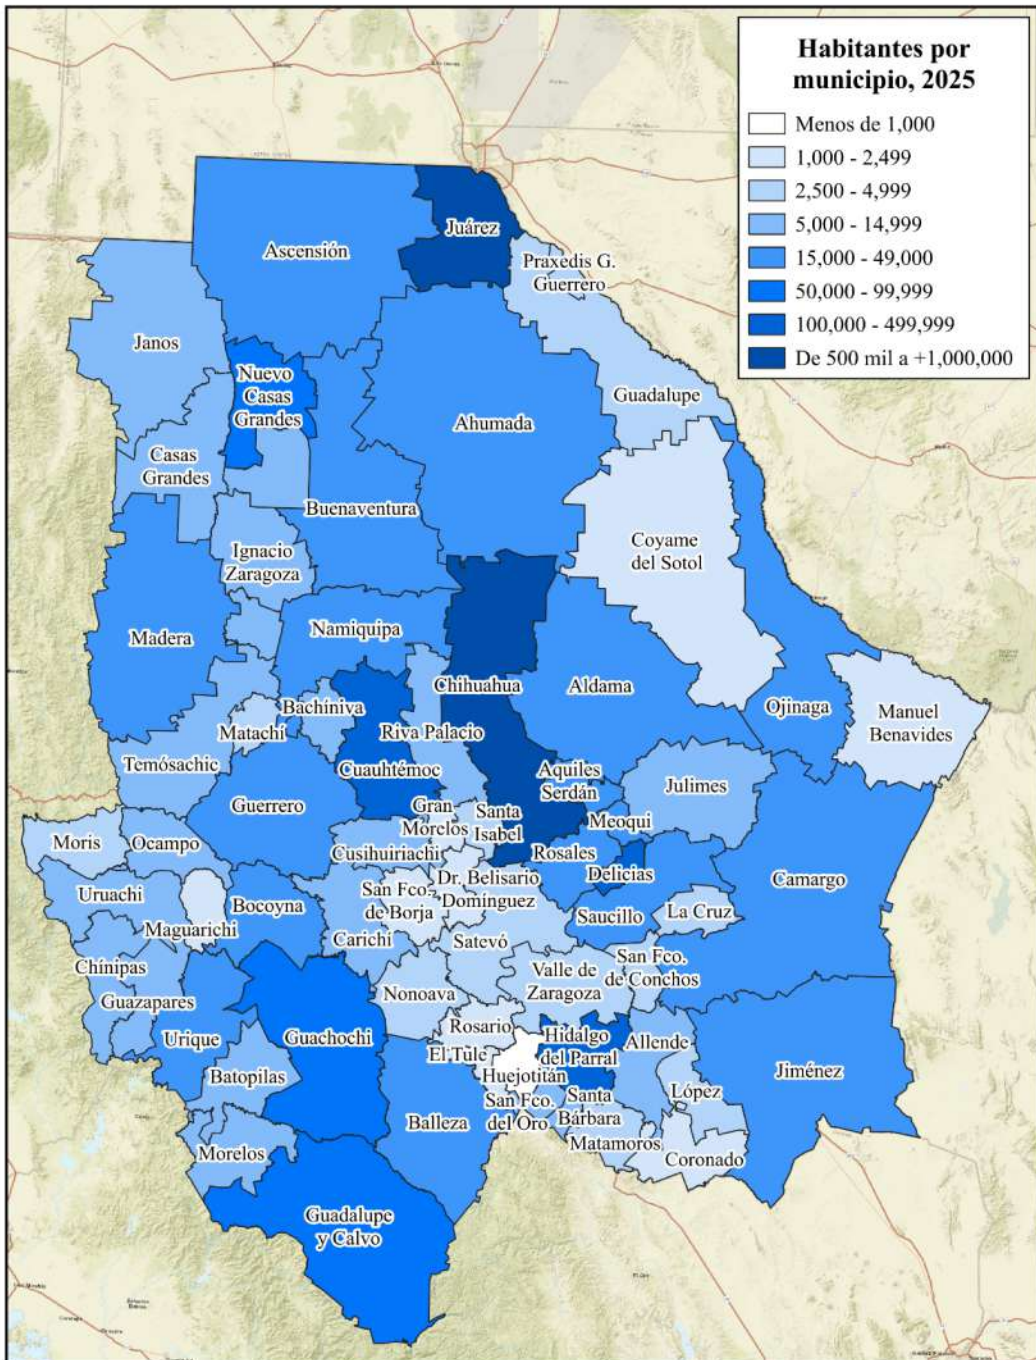 Habitantes por
municipio, 2025
Menos de 1,000
1,000 - 2,499
2,500 - 4,999
5,000 - 14,999
15,000 - 49,000
50,000 - 99,999
100,000 - 499,999
De 500 mil a +1,000,000
Juárez
Ascensión
Praxedis G.
Guerrero
Janos
Nuevo
Casas
Grandes
Guadalupe
Ahumada
Casas
Grandes
Buenaventura
Ignacio
Zaragoza
Coyame
del Sotol
Madera
Namiquipa
Chihuahua
Aldama
Bachíniva
Ojinaga
Manuel
Benavides
Matachí
Riva Palacio
Temósachic
Cuauhtémoc
Aquiles
Serdán
Julimes
Guerrero
Gran
Morelos
Santa
Isabel
Meoqui
Moris
Ocampo
Cusihuiriachi
Rosales
Delicias
Camargo
Uruachi
Bocoyna
San Fco.
de Borja
Dr. Belisario
Domínguez
La Cruz
Maguarichi
Saucillo
Carichí
Satevó
Chínipas
San Fco.
de Conchos
Valle de
Zaragoza
Nonoava
Guazapares
Rosario
Urique
Guachochi
Hidalgo
del Parral
Allende
El Tule
Huejotitán
Jiménez
Batopilas
López
San Fco.
del Oro
Santa
Bárbara
Balleza
Matamoros
Morelos
Coronado
Guadalupe
y Calvo